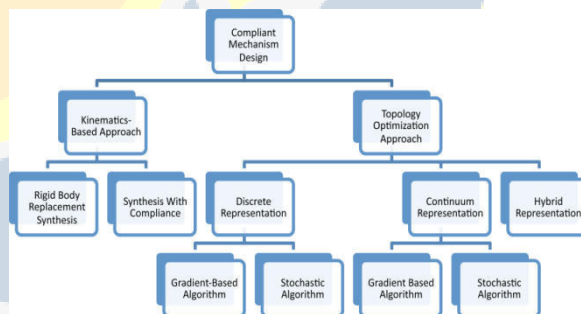 Compliant
Mechanism
Design
Kinematics-
Based Approach
Topology
Optimization
Approach
Rigid Body
Replacement
Synthesis
Synthesis With
Compliance
Discrete
Representation
Continuum
Representation
Hybrid
Representation
Gradient-Based
Algorithm
Stochastic
Algorithm
Gradient Based
Algorithm
Stochastic
Algorithm